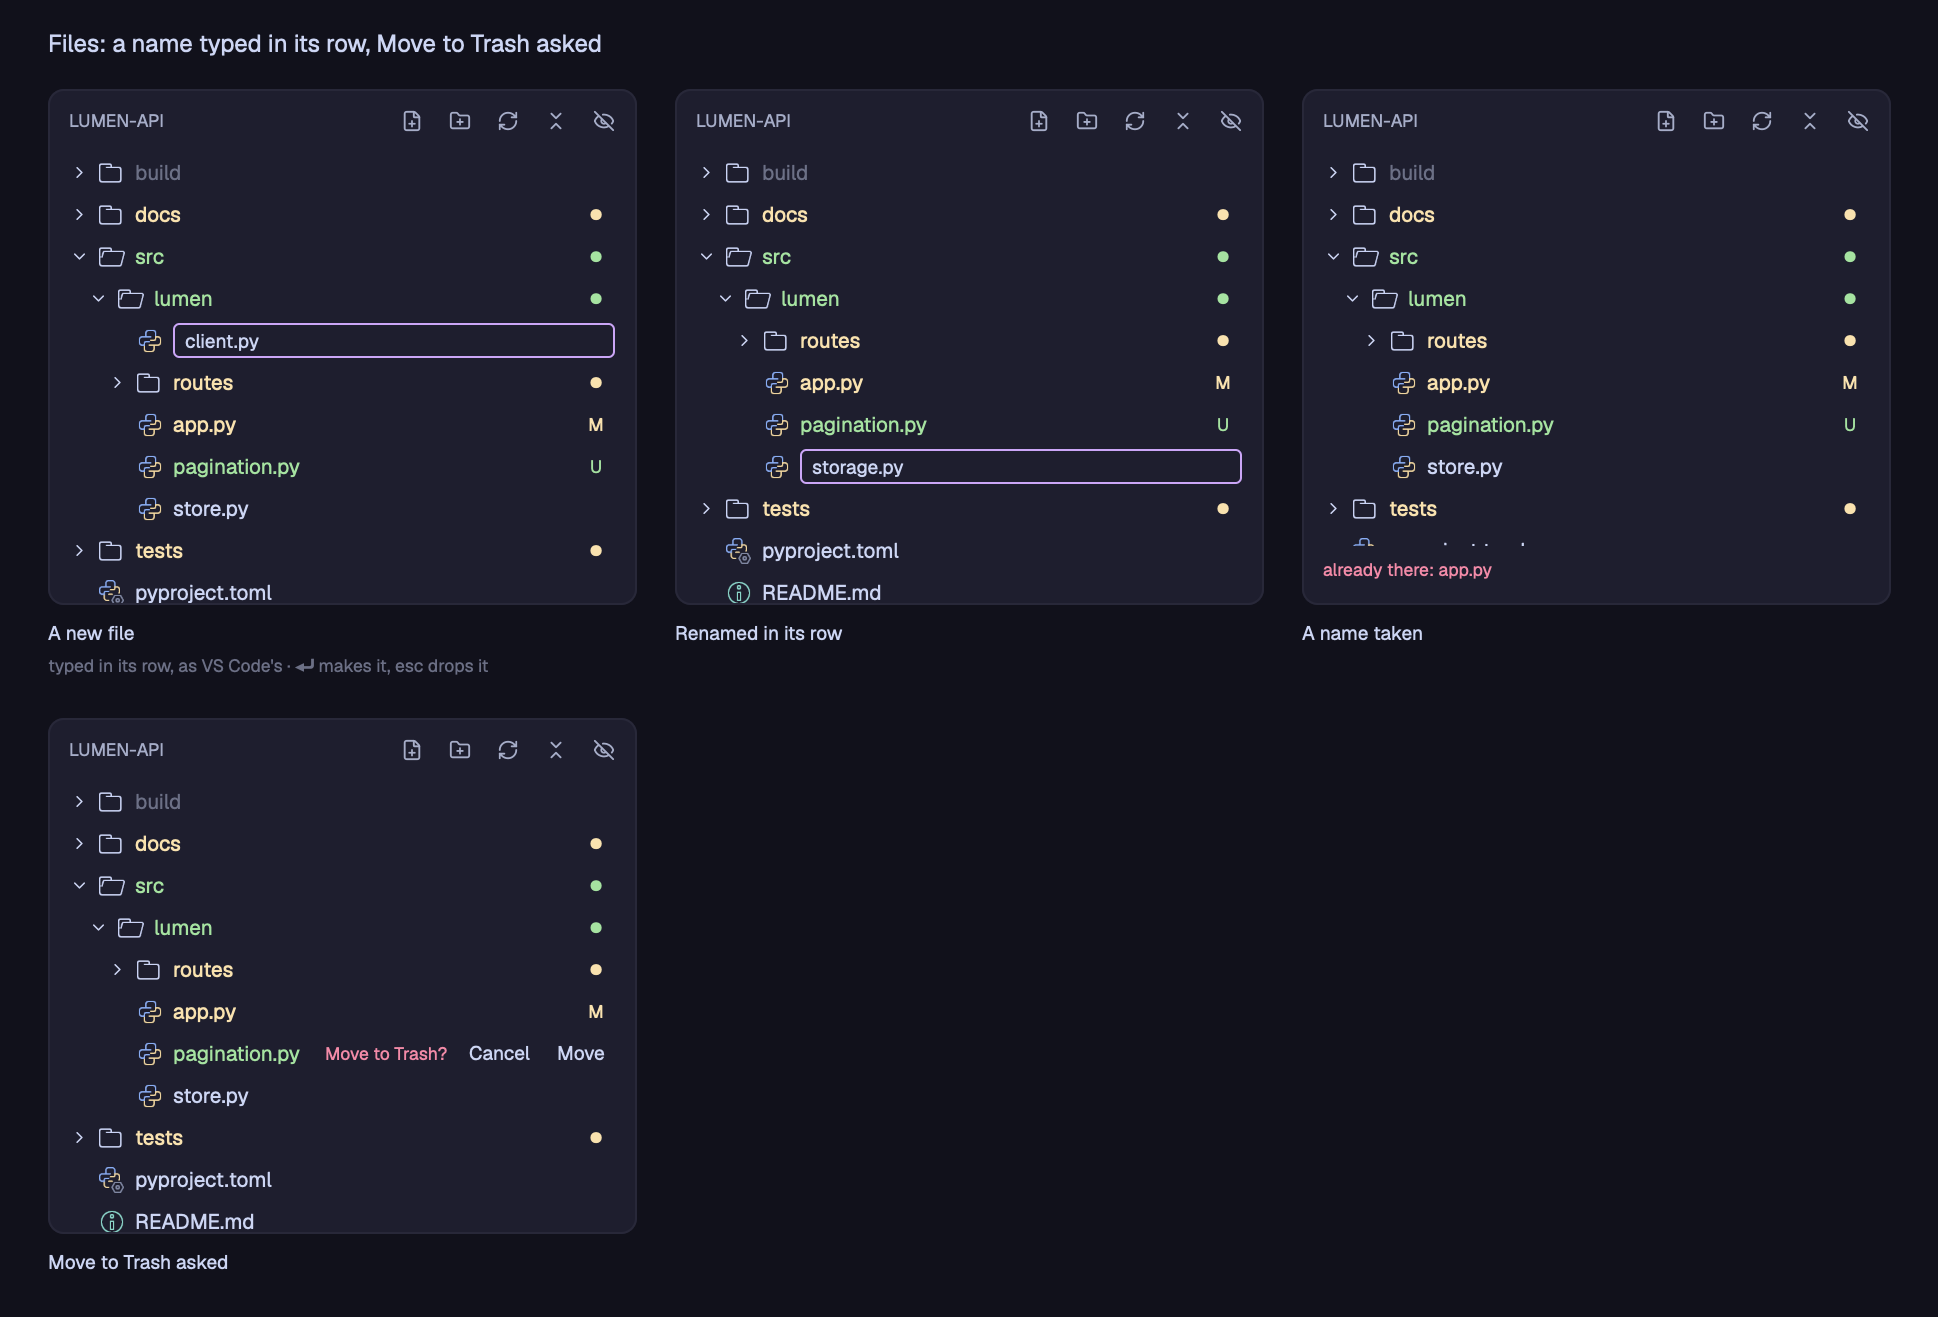 Files: a name typed in its row, Move to Trash asked
LUMEN-API
build
docs
src
lumen
client.py
routes
app.py M
pagination.py U
store.py
tests
pyproject.toml
A new file
typed in its row, as VS Code's · ↵ makes it, esc drops it
LUMEN-API
build
docs
src
lumen
routes
app.py M
pagination.py U
storage.py
tests
pyproject.toml
README.md
Renamed in its row
LUMEN-API
build
docs
src
lumen
routes
app.py M
pagination.py U
store.py
tests
already there: app.py
A name taken
LUMEN-API
build
docs
src
lumen
routes
app.py M
pagination.py Move to Trash? Cancel Move
store.py
tests
pyproject.toml
README.md
Move to Trash asked